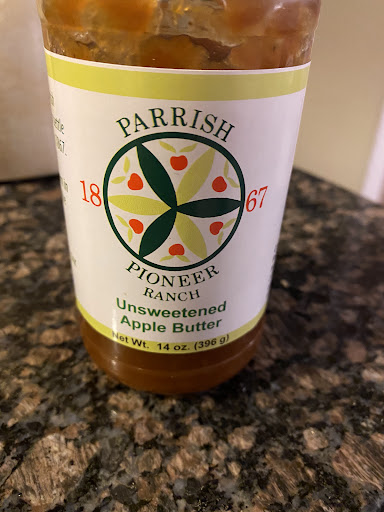 PARRISH
18 67
PIONEER
RANCH
Unsweetened
Apple Butter
Net Wt. 14 oz. (396 g)